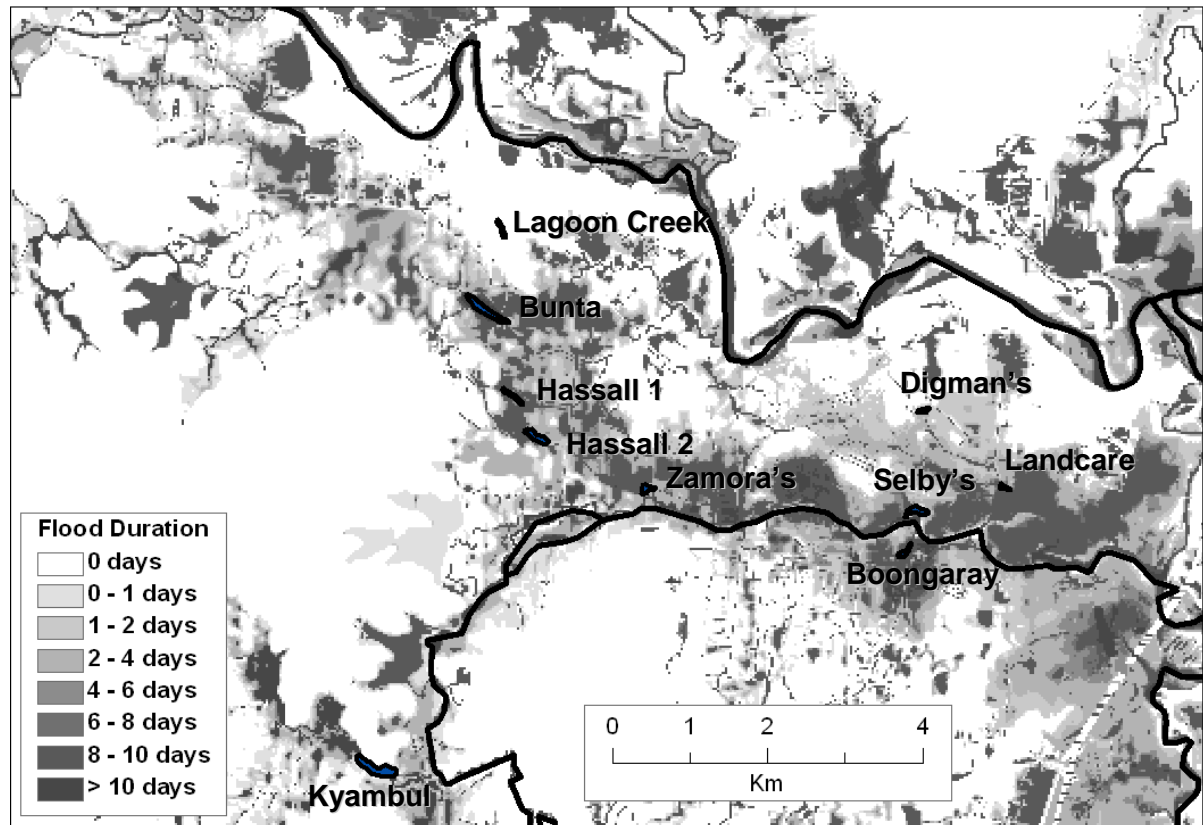 Lagoon Creek
Bunta
Hassall 1
Digman's
Hassall 2
Landcare
Zamora's
Selby's
Boongaray
Kyambul
Flood Duration
0 days
0 - 1 days
1 - 2 days
2 - 4 days
4 - 6 days
6 - 8 days
8 - 10 days
> 10 days
0 1 2 4
Km